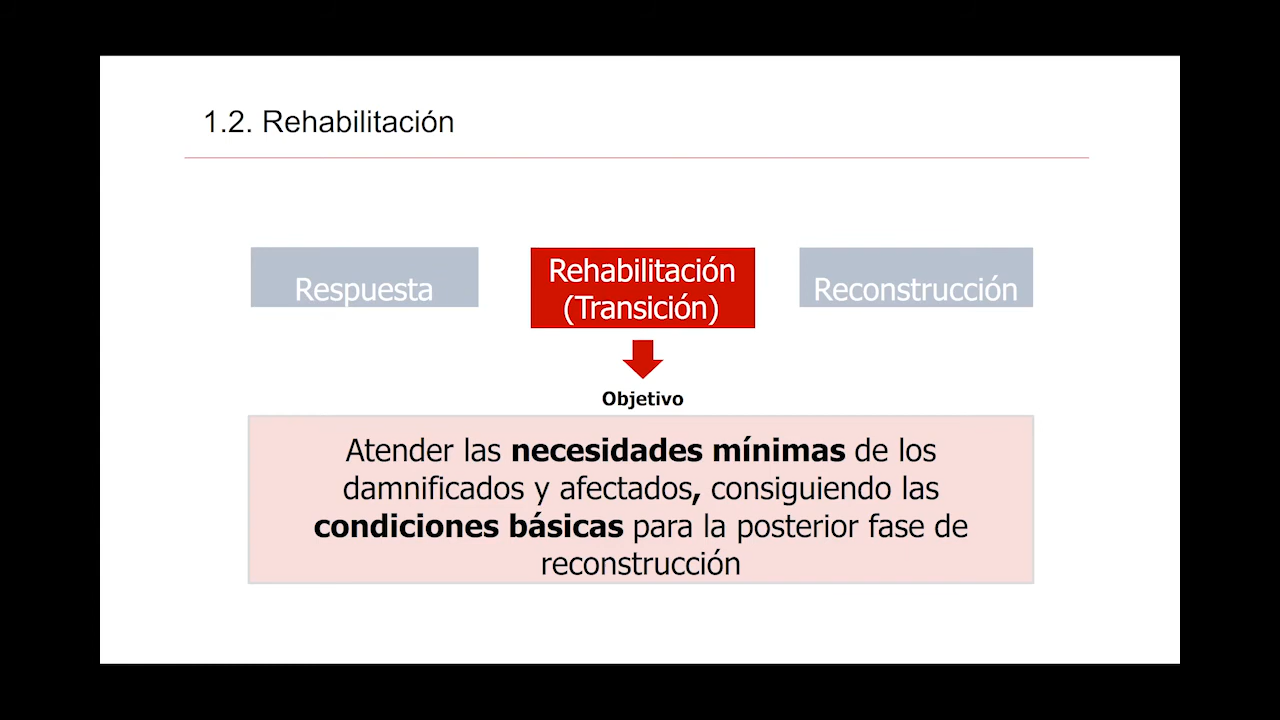 1.2. Rehabilitación
Respuesta
Rehabilitación
(Transición)
Reconstrucción
Objetivo
Atender las necesidades mínimas de los
damnificados y afectados, consiguiendo las
condiciones básicas para la posterior fase de
reconstrucción